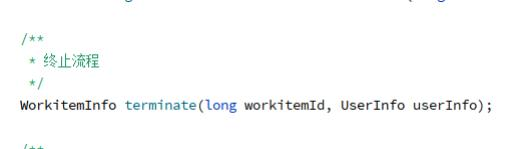 /**
* 终止流程
*/
WorkitemInfo terminate(long workitemId, UserInfo userInfo);
/**